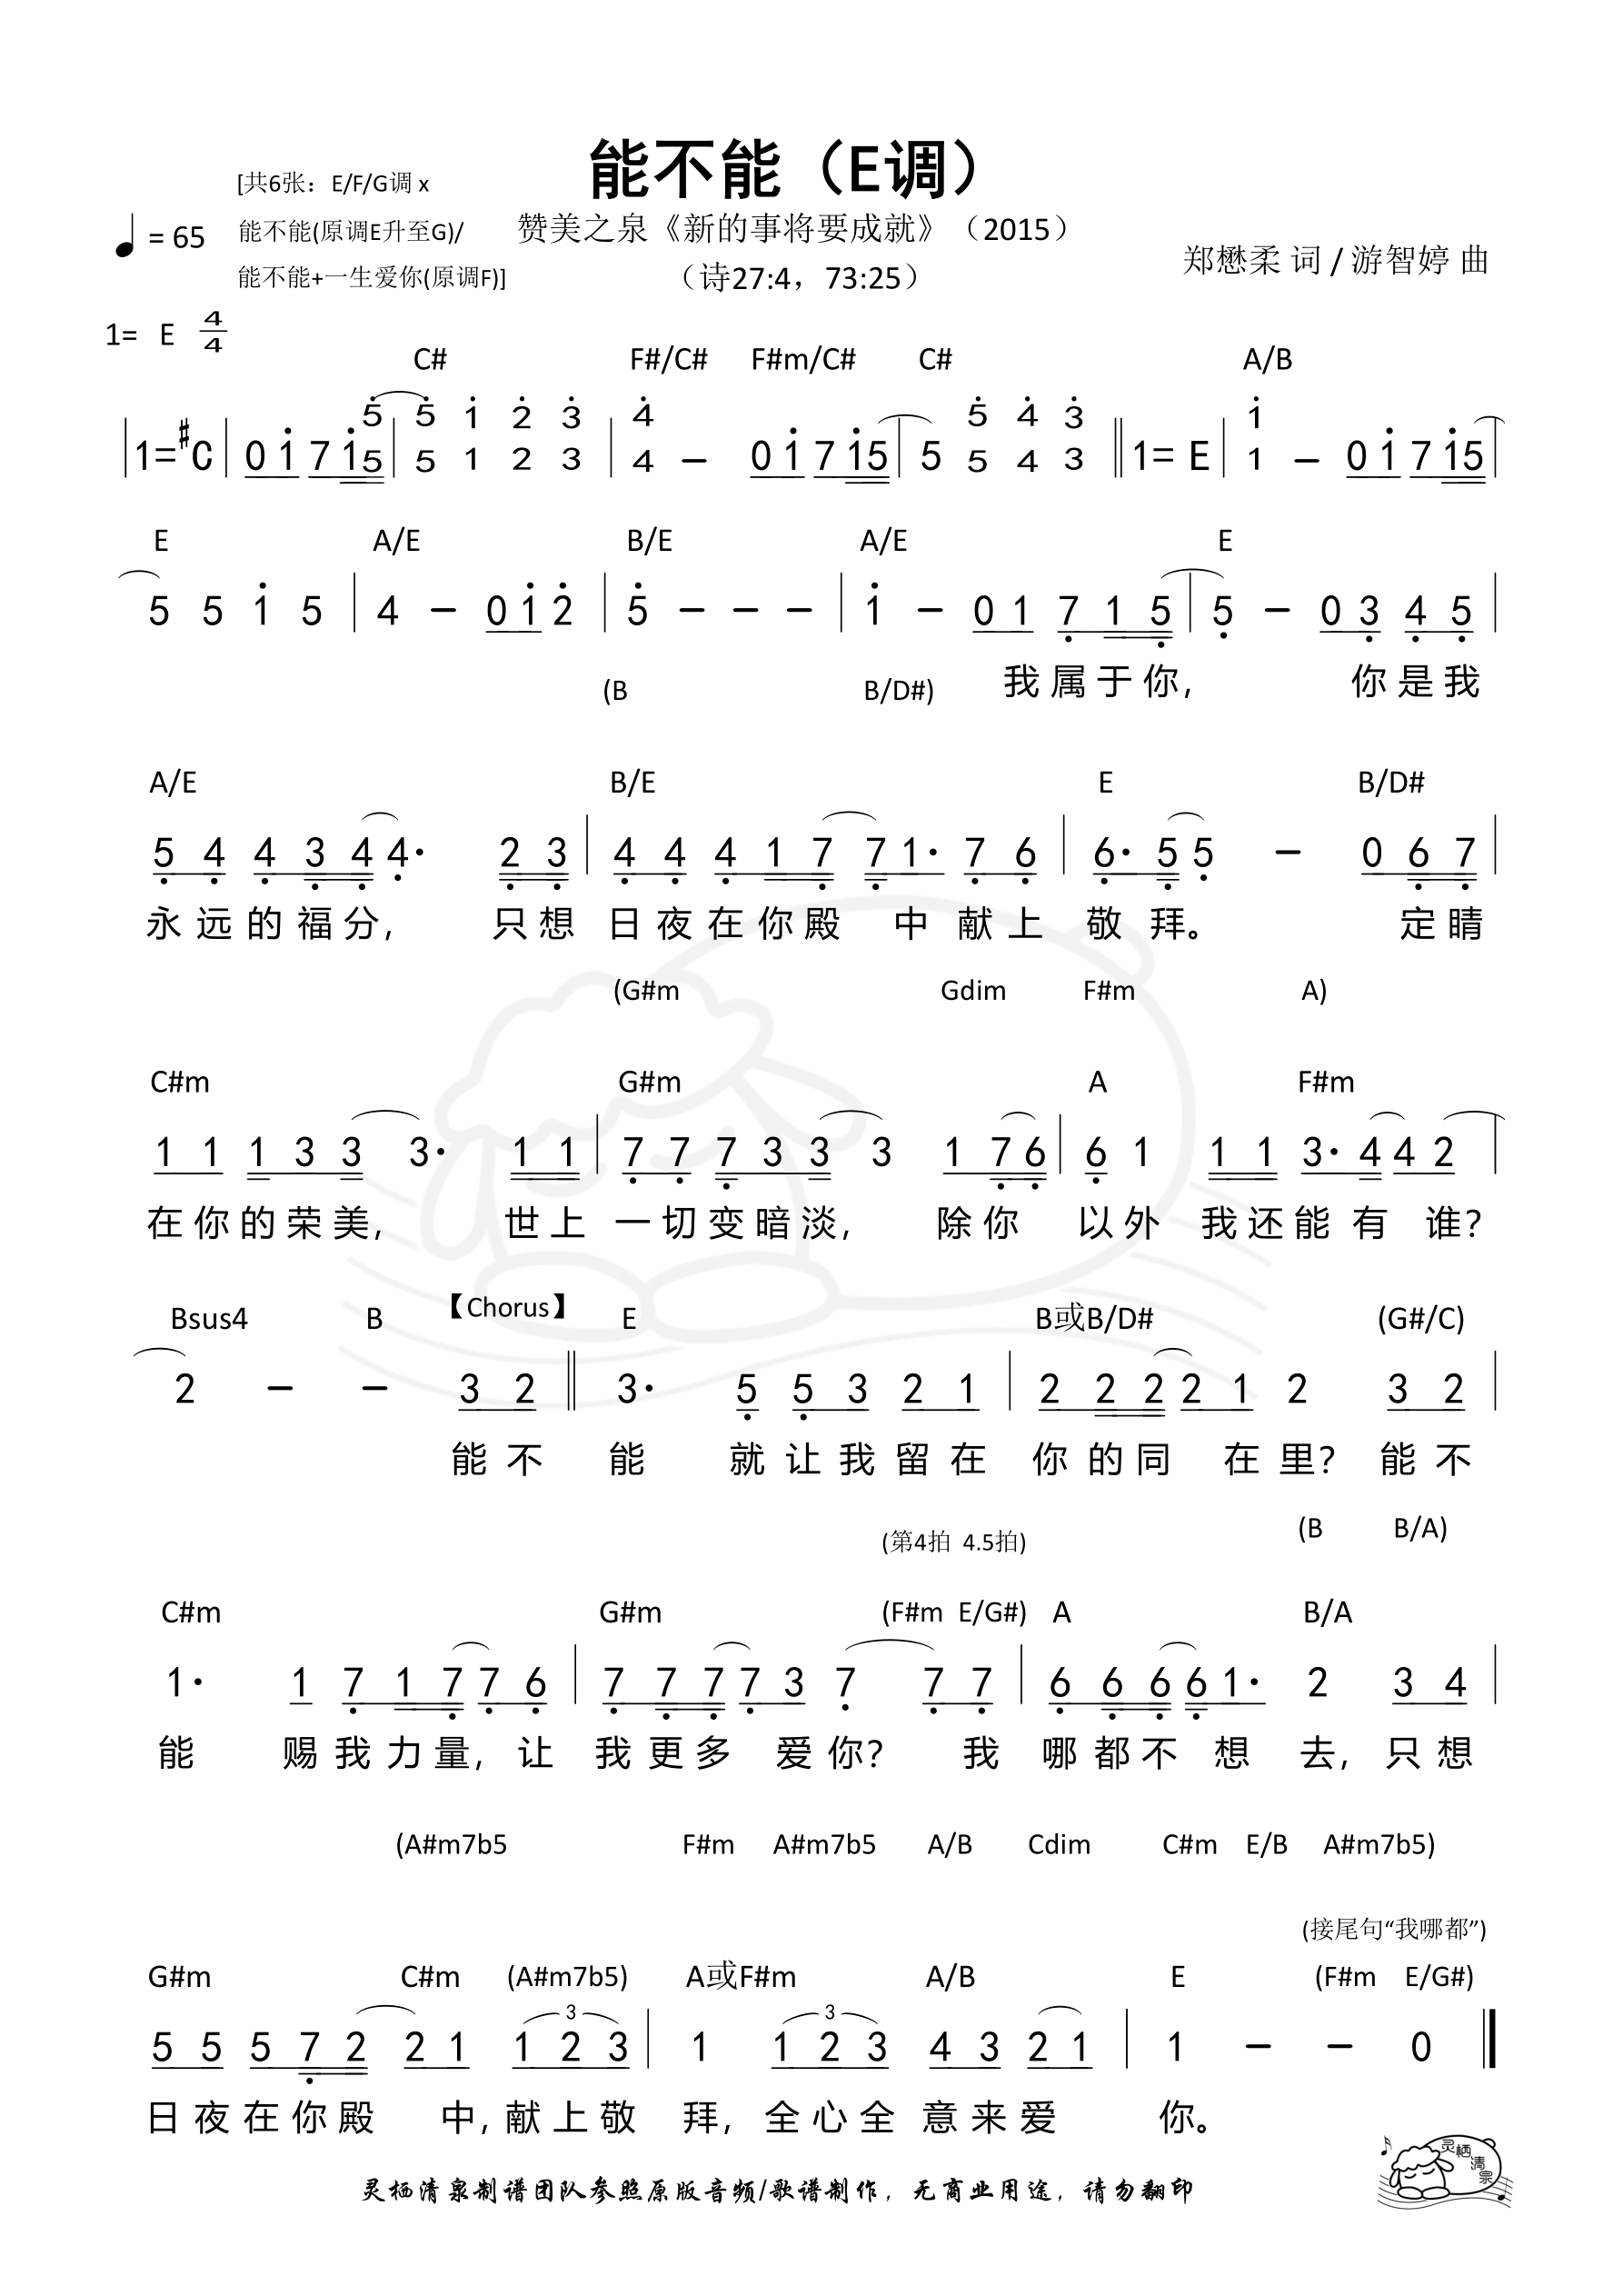 能不能（E调）
[共6张：E/F/G调 x
能不能(原调E升至G)/
能不能+一生爱你(原调F)]
♩= 65
赞美之泉《新的事将要成就》（2015）
（诗27:4，73:25）
郑懋柔 词 / 游智婷 曲
1= E 4/4
C# F#/C# F#m/C# C# A/B
5 5 1 2 3 4 5 4 3 1
1=#C 0 1 7 1 5 5 1 2 3 4 – 0 1 7 1 5 5 5 4 3 1= E 1 – 0 1 7 1 5
E A/E B/E A/E E
5 5 1 5 4 – 0 1 2 5 – – – 1 – 0 1 7 1 5 5 – 0 3 4 5
我属于你, 你是我
(B B/D#)
A/E B/E E B/D#
5 4 4 3 4 4· 2 3 4 4 4 1 7 7 1· 7 6 6· 5 5 – 0 6 7
永远的福分, 只想 日夜在你殿 中 献上 敬 拜。 定睛
(G#m Gdim F#m A)
C#m G#m A F#m
1 1 1 3 3 3· 1 1 7 7 7 3 3 3 1 7 6 6 1 1 1 3· 4 4 2
在你的荣美, 世上 一切变暗淡, 除你 以外 我还能 有 谁?
Bsus4 B 【Chorus】 E B或B/D# (G#/C)
2 – – 3 2 3· 5 5 3 2 1 2 2 2 2 1 2 3 2
能不 能 就让我留在 你的同 在里? 能不
(第4拍 4.5拍) (B B/A)
C#m G#m (F#m E/G#) A B/A
1· 1 7 1 7 7 6 7 7 7 7 3 7 7 7 6 6 6 6 1· 2 3 4
能 赐我力量, 让 我更多 爱你? 我 哪都不 想 去, 只想
(A#m7b5 F#m A#m7b5 A/B Cdim C#m E/B A#m7b5)
(接尾句“我哪都”)
G#m C#m (A#m7b5) A或F#m A/B E (F#m E/G#)
3 3
5 5 5 7 2 2 1 1 2 3 1 1 2 3 4 3 2 1 1 – – 0
日夜在你殿 中, 献上敬 拜, 全心全 意来爱 你。
灵栖清泉制谱团队参照原版音频/歌谱制作，无商业用途，请勿翻印
灵栖清泉